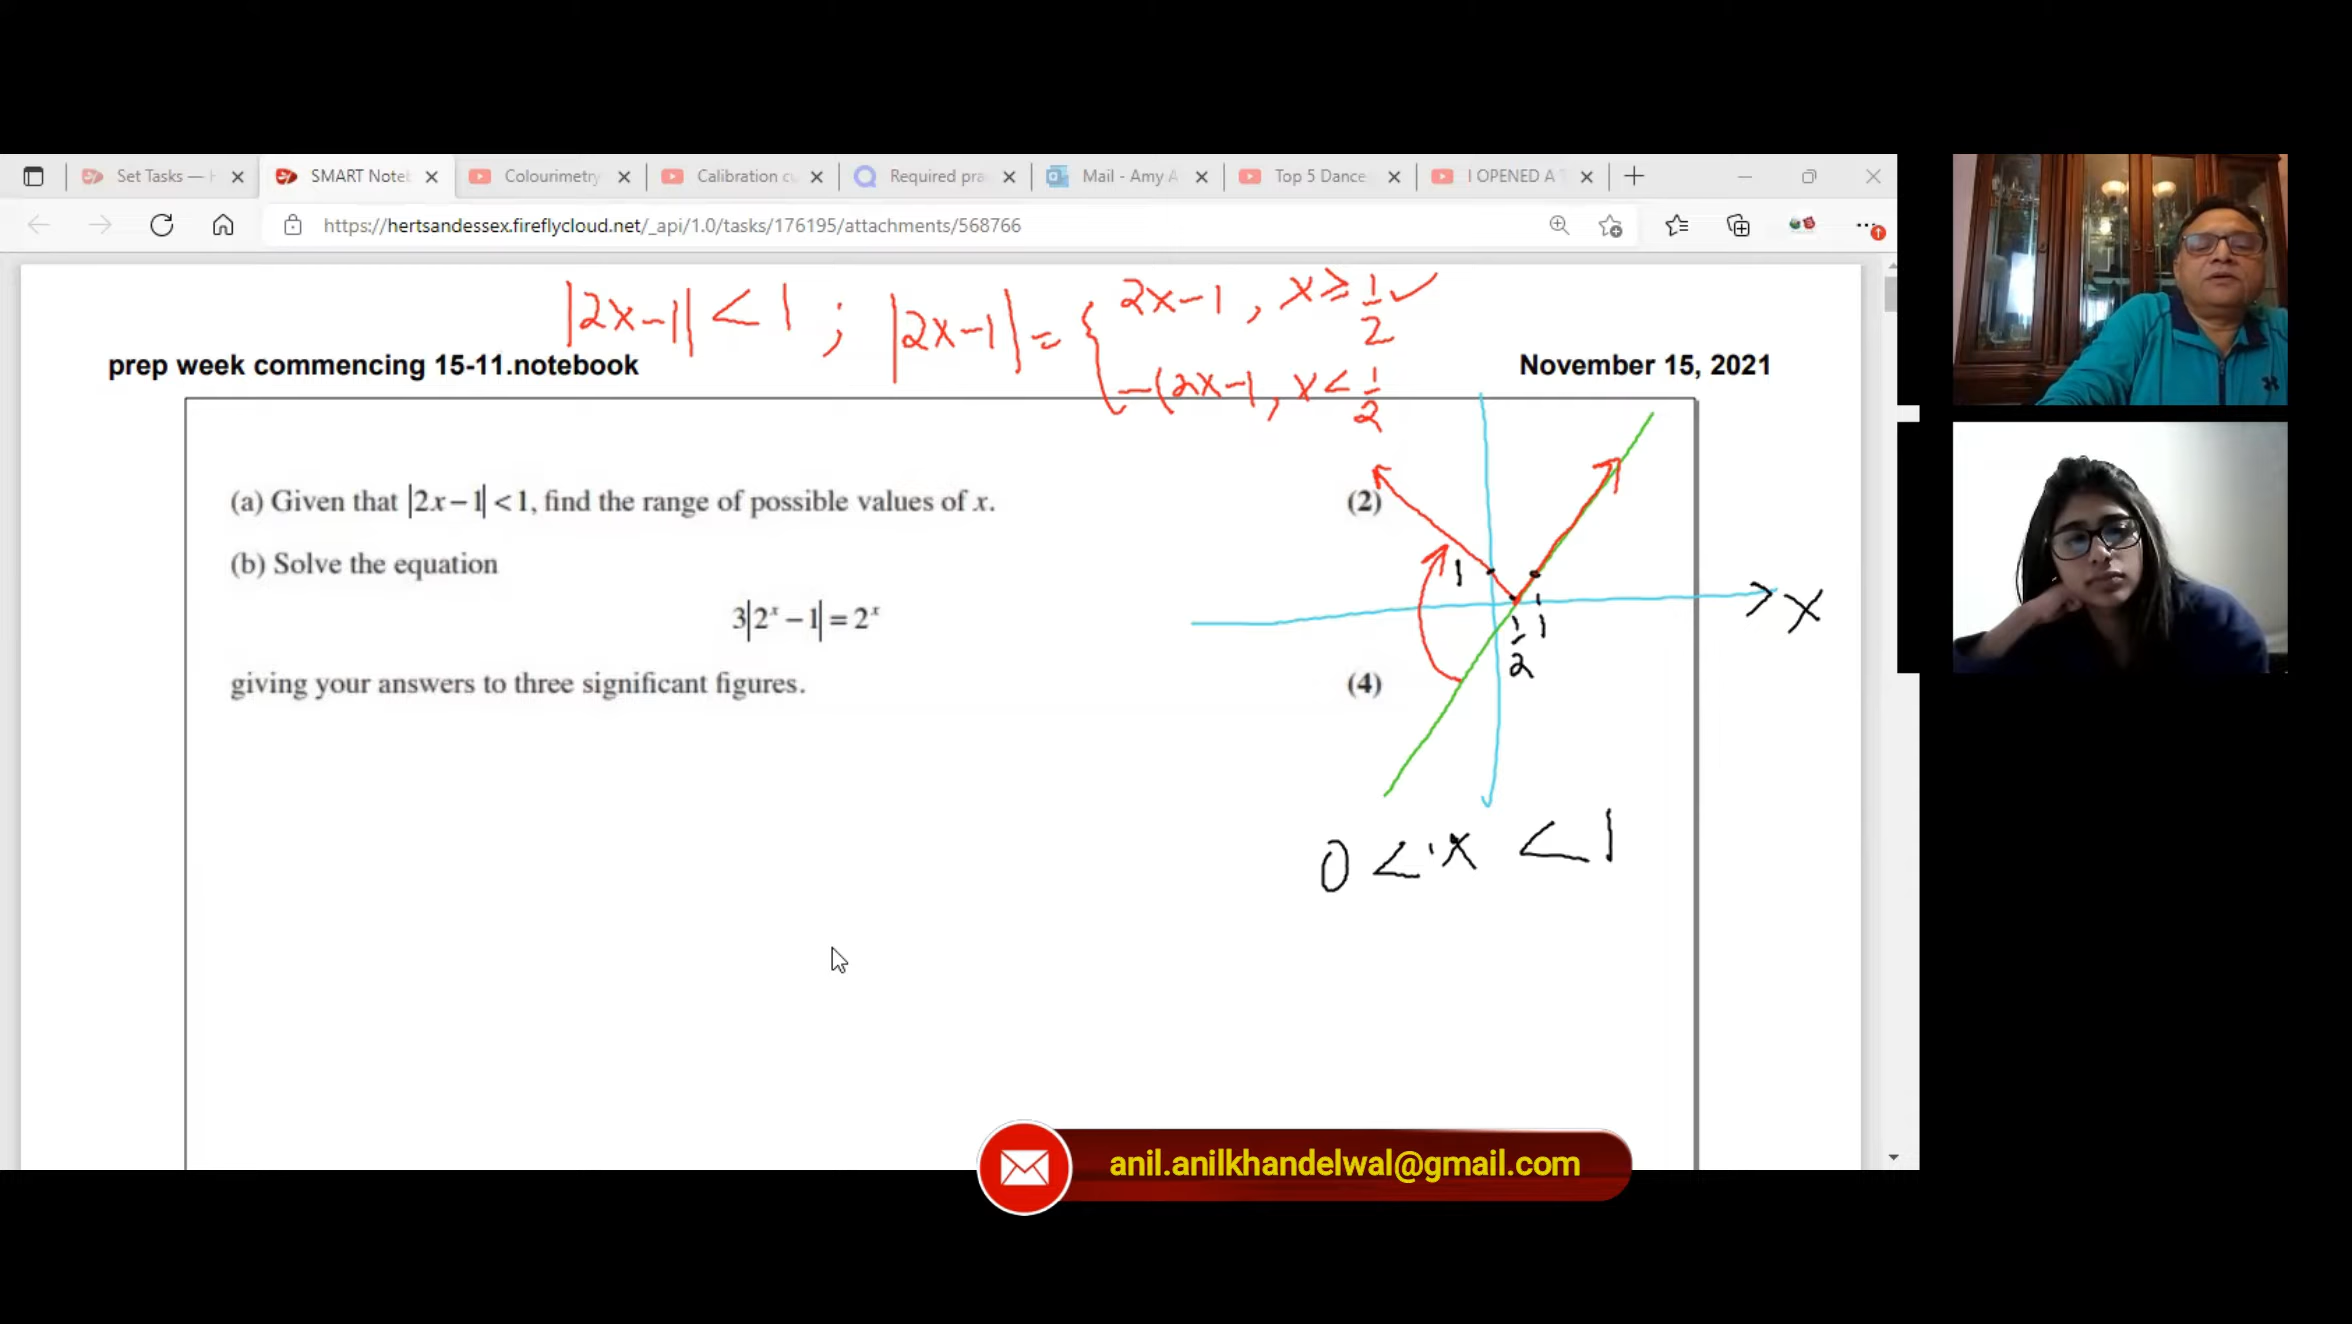 Set Tasks —
SMART Note
Colourimetry
Calibration cu
Required pra
Mail - Amy A
Top 5 Dance
I OPENED A
https://hertsandessex.fireflycloud.net/_api/1.0/tasks/176195/attachments/568766
|2x-1| < 1 ; |2x-1| = { 2x-1, x ≥ 1/2 ✓
-(2x-1, x < 1/2
prep week commencing 15-11.notebook
November 15, 2021
(a) Given that |2x – 1| < 1, find the range of possible values of x. (2)
(b) Solve the equation
3|2ˣ – 1| = 2ˣ
giving your answers to three significant figures. (4)
1
1/2
1
x
0 < x < 1
anil.anilkhandelwal@gmail.com